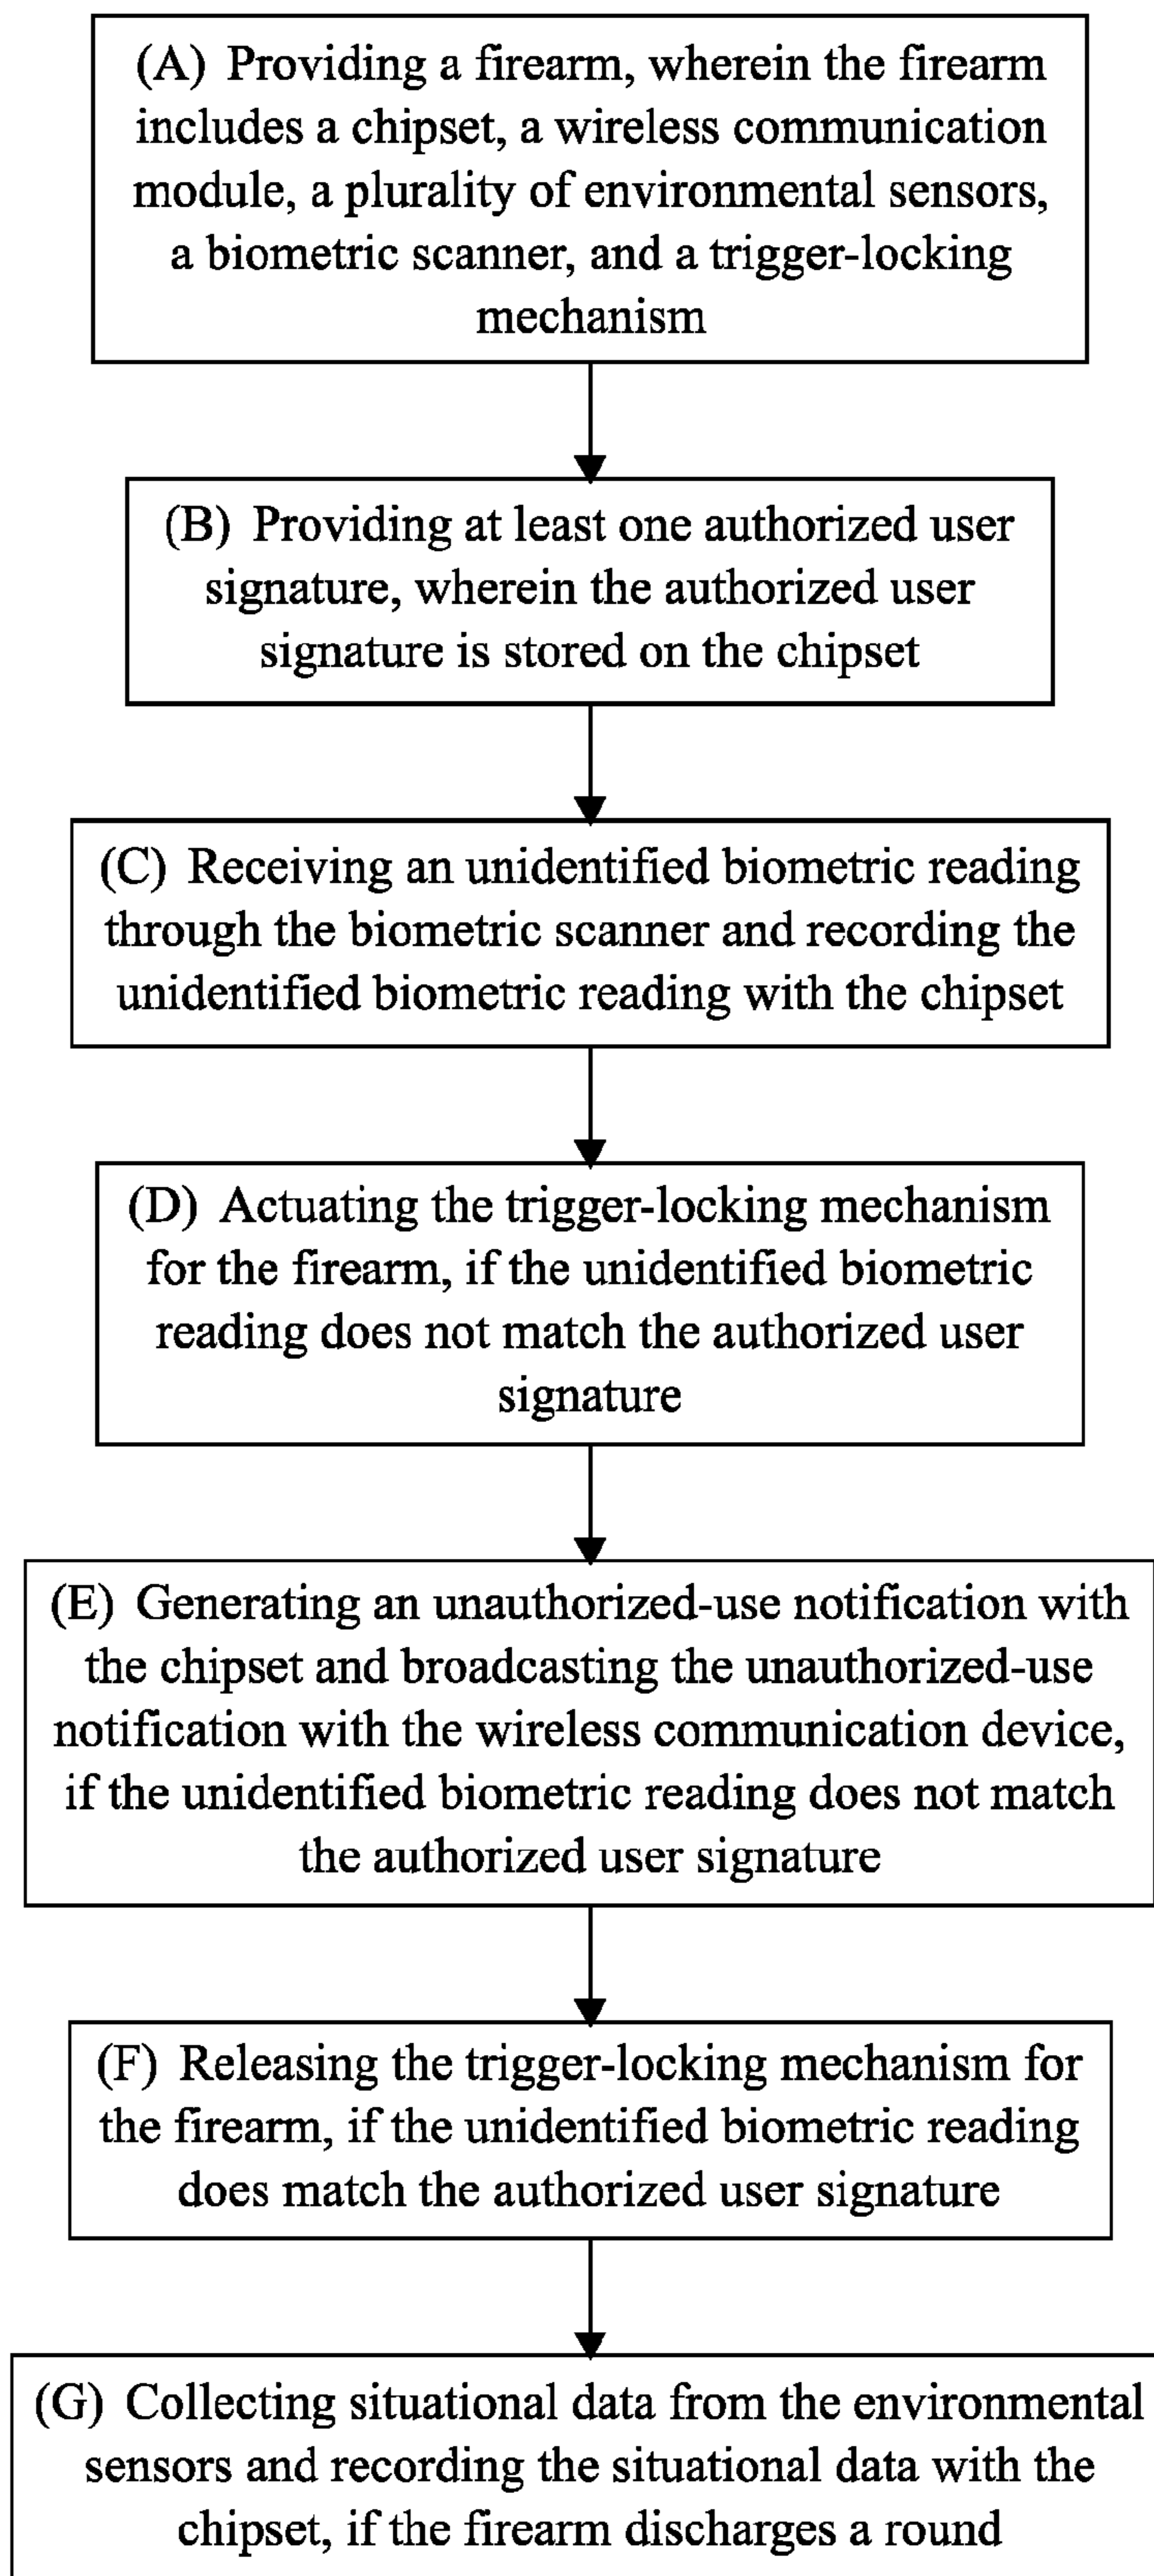 (A) Providing a firearm, wherein the firearm
includes a chipset, a wireless communication
module, a plurality of environmental sensors,
a biometric scanner, and a trigger-locking
mechanism
(B) Providing at least one authorized user
signature, wherein the authorized user
signature is stored on the chipset
(C) Receiving an unidentified biometric reading
through the biometric scanner and recording the
unidentified biometric reading with the chipset
(D) Actuating the trigger-locking mechanism
for the firearm, if the unidentified biometric
reading does not match the authorized user
signature
(E) Generating an unauthorized-use notification with
the chipset and broadcasting the unauthorized-use
notification with the wireless communication device,
if the unidentified biometric reading does not match
the authorized user signature
(F) Releasing the trigger-locking mechanism for
the firearm, if the unidentified biometric reading
does match the authorized user signature
(G) Collecting situational data from the environmental
sensors and recording the situational data with the
chipset, if the firearm discharges a round